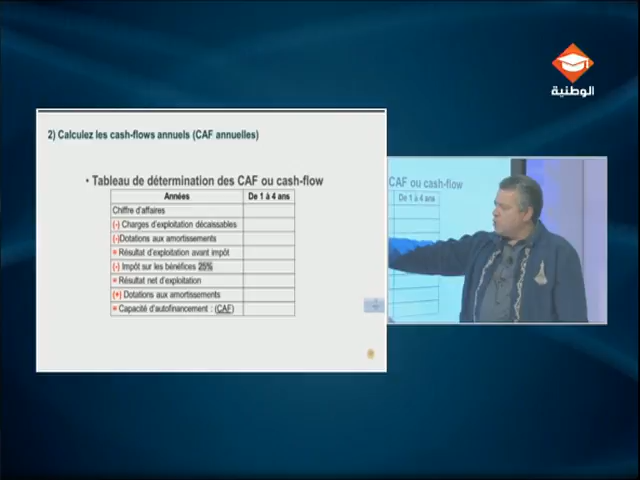 الوطنية
2) Calculez les cash-flows annuels (CAF annuelles)
• Tableau de détermination des CAF ou cash-flow
Années De 1 à 4 ans
Chiffre d'affaires
(-) Charges d'exploitation décaissables
(-)Dotations aux amortissements
= Résultat d'exploitation avant impôt
(-) Impôt sur les bénéfices 25%
= Résultat net d'exploitation
(+) Dotations aux amortissements
= Capacité d'autofinancement : (CAF)
CAF ou cash-flow
De 1 à 4 ans